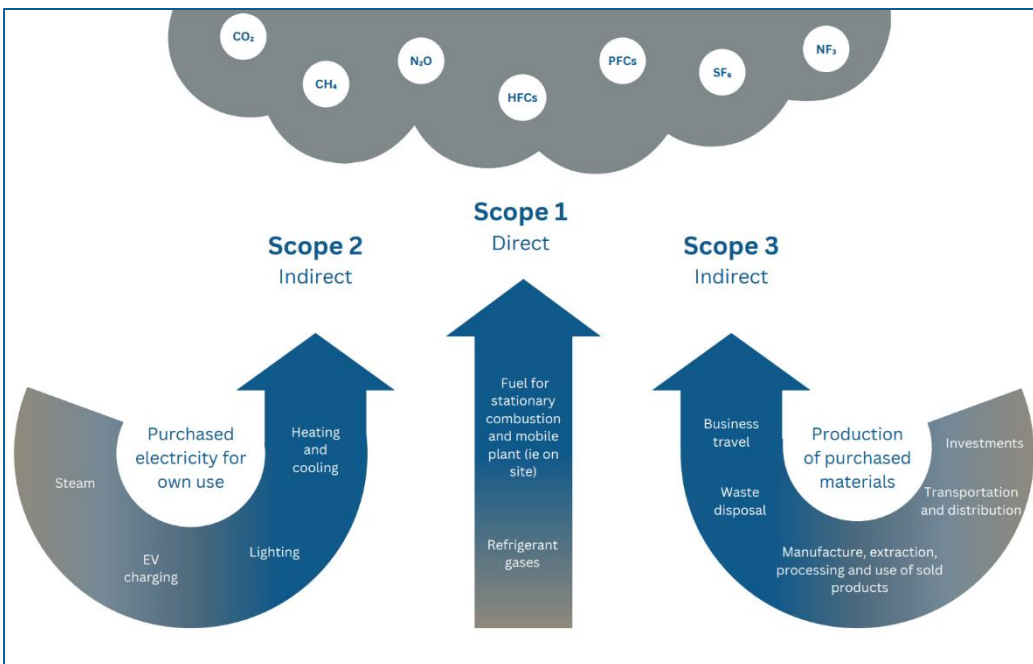 CO₂
CH₄
N₂O
HFCs
PFCs
SF₆
NF₃
Scope 1
Direct
Scope 2
Indirect
Scope 3
Indirect
Steam
EV
charging
Lighting
Heating
and
cooling
Purchased
electricity for
own use
Fuel for
stationary
combustion
and mobile
plant (ie on
site)
Refrigerant
gases
Business
travel
Waste
disposal
Manufacture, extraction,
processing and use of sold
products
Transportation
and distribution
Investments
Production
of purchased
materials